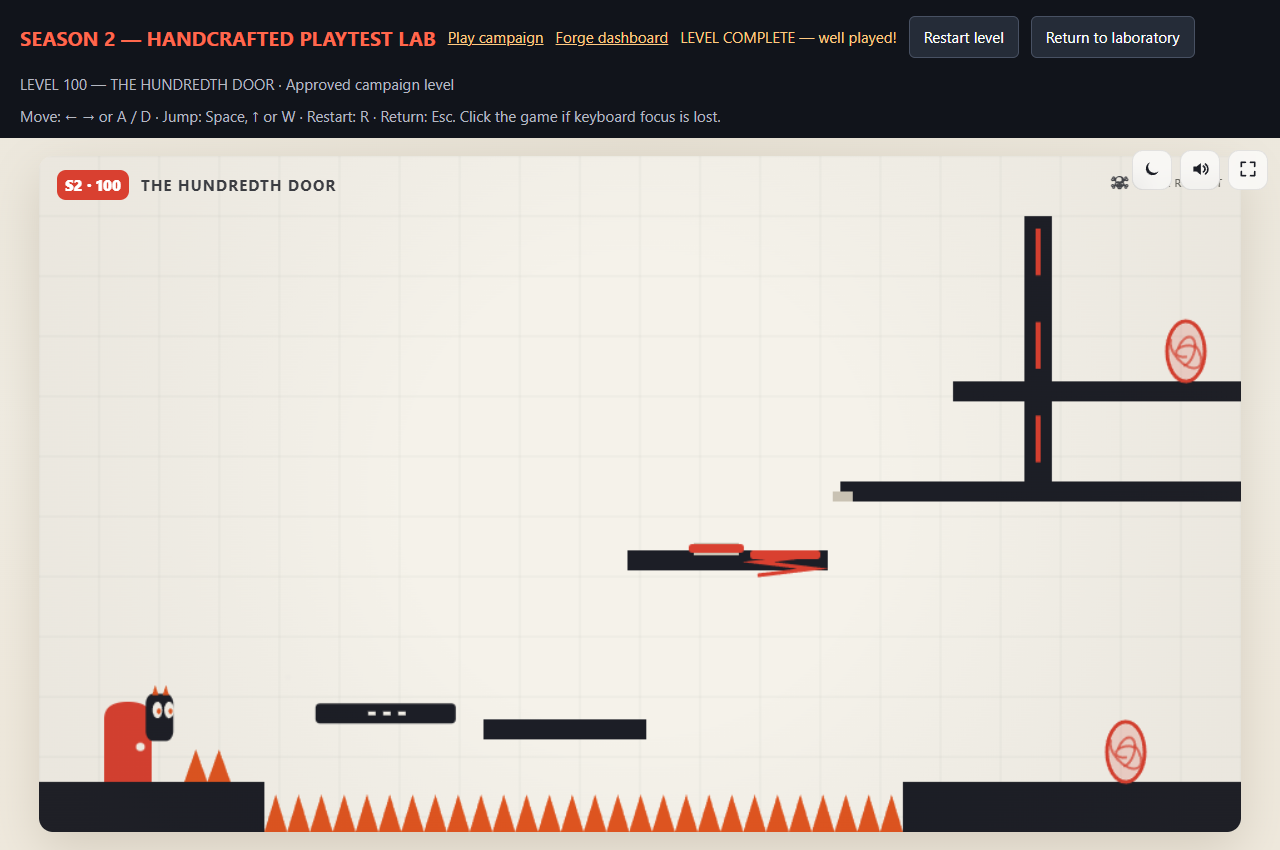 SEASON 2 — HANDCRAFTED PLAYTEST LAB Play campaign Forge dashboard LEVEL COMPLETE — well played! Restart level Return to laboratory
LEVEL 100 — THE HUNDREDTH DOOR · Approved campaign level
Move: ← → or A / D · Jump: Space, ↑ or W · Restart: R · Return: Esc. Click the game if keyboard focus is lost.
S2 · 100 THE HUNDREDTH DOOR